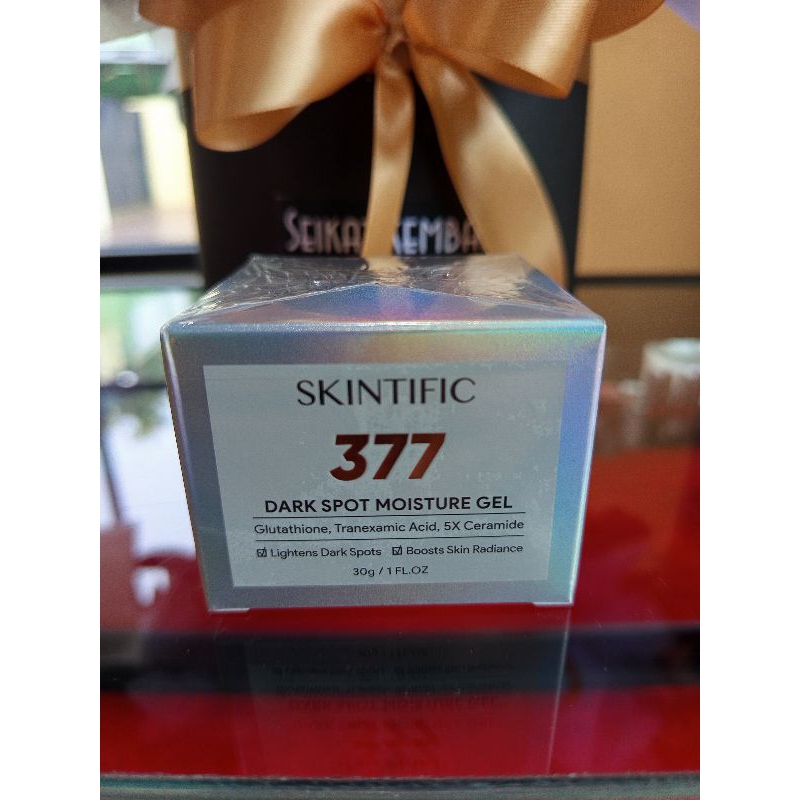 SKINTIFIC
377
DARK SPOT MOISTURE GEL
Glutathione, Tranexamic Acid, 5X Ceramide
☑ Lightens Dark Spots ☑ Boosts Skin Radiance
30g / 1 FL.OZ